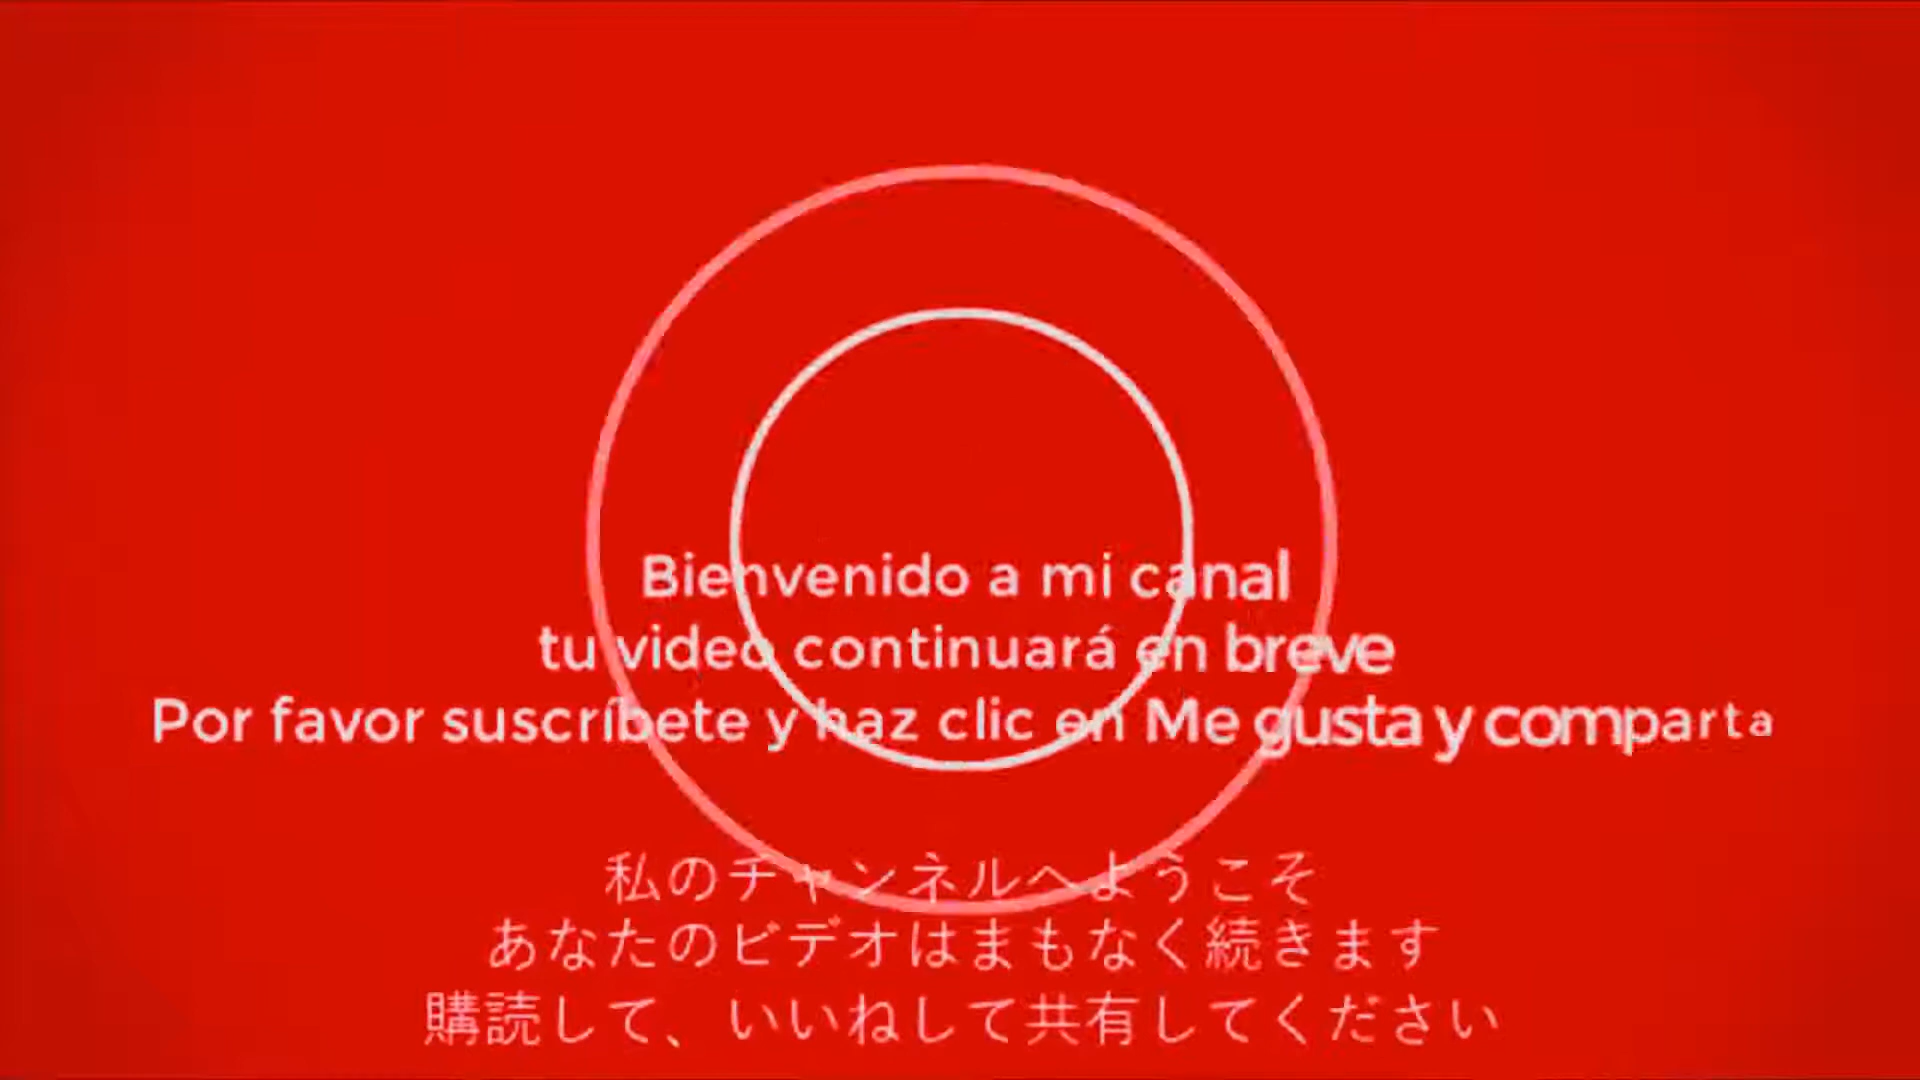 Bienvenido a mi canal
tu video continuará en breve
Por favor suscríbete y haz clic en Me gusta y comparta
私のチャンネルへようこそ
あなたのビデオはまもなく続きます
購読して、いいねして共有してください